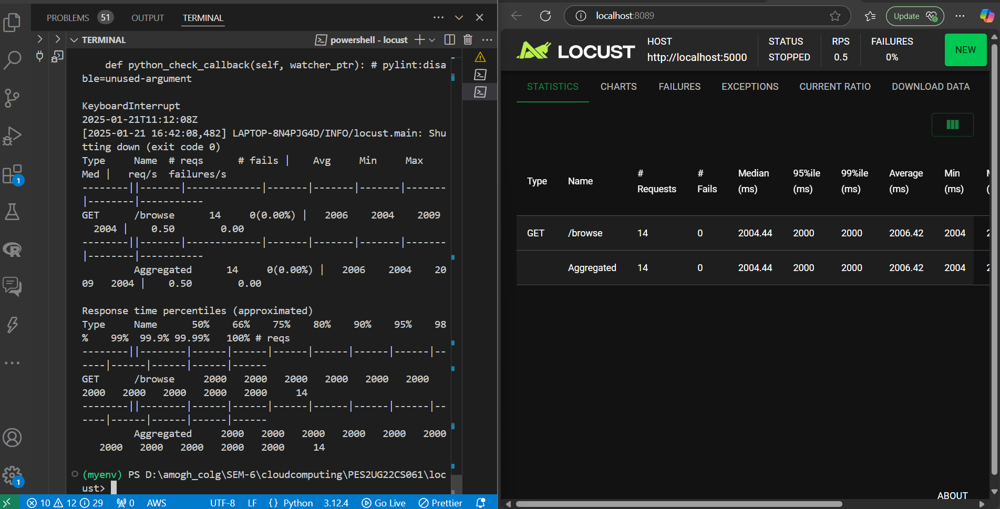 PROBLEMS 51 OUTPUT TERMINAL
TERMINAL powershell - locust
def python_check_callback(self, watcher_ptr): # pylint:disa
ble=unused-argument
KeyboardInterrupt
2025-01-21T11:12:08Z
[2025-01-21 16:42:08,482] LAPTOP-8N4PJG4D/INFO/locust.main: Shu
tting down (exit code 0)
Type Name # reqs # fails | Avg Min Max
Med | req/s failures/s
--------||-------|-------------|-------|-------|-------|-------
|--------|-----------
GET /browse 14 0(0.00%) | 2006 2004 2009
2004 | 0.50 0.00
--------||-------|-------------|-------|-------|-------|-------
|--------|-----------
Aggregated 14 0(0.00%) | 2006 2004 20
09 2004 | 0.50 0.00
Response time percentiles (approximated)
Type Name 50% 66% 75% 80% 90% 95% 98
% 99% 99.9% 99.99% 100% # reqs
--------||--------|------|------|------|------|------|------|--
----|------|------|------|------
GET /browse 2000 2000 2000 2000 2000 2000
2000 2000 2000 2000 2000 14
--------||--------|------|------|------|------|------|------|--
----|------|------|------|------
Aggregated 2000 2000 2000 2000 2000 2000
2000 2000 2000 2000 2000 14
(myenv) PS D:\amogh_colg\SEM-6\cloudcomputing\PES2UG22CS061\loc
ust>
1
1
10 12 29 0 AWS UTF-8 LF {} Python 3.12.4 Go Live Prettier
localhost:8089 Update
LOCUST
HOST
http://localhost:5000
STATUS
STOPPED
RPS
0.5
FAILURES
0%
NEW
STATISTICS CHARTS FAILURES EXCEPTIONS CURRENT RATIO DOWNLOAD DATA
Type Name # Requests # Fails Median (ms) 95%ile (ms) 99%ile (ms) Average (ms) Min (ms)
GET /browse 14 0 2004.44 2000 2000 2006.42 2004
Aggregated 14 0 2004.44 2000 2000 2006.42 2004
ABOUT